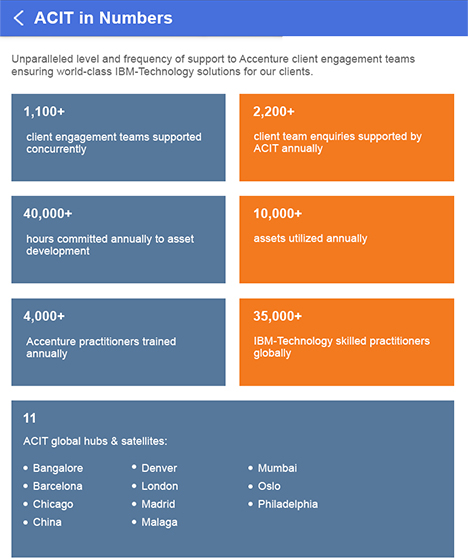 ACIT in Numbers
Unparalleled level and frequency of support to Accenture client engagement teams
ensuring world-class IBM-Technology solutions for our clients.
1,100+
client engagement teams supported
concurrently
2,200+
client team enquiries supported by
ACIT annually
40,000+
hours committed annually to asset
development
10,000+
assets utilized annually
4,000+
Accenture practitioners trained
annually
35,000+
IBM-Technology skilled practitioners
globally
11
ACIT global hubs & satellites:
• Bangalore
• Barcelona
• Chicago
• China
• Denver
• London
• Madrid
• Malaga
• Mumbai
• Oslo
• Philadelphia